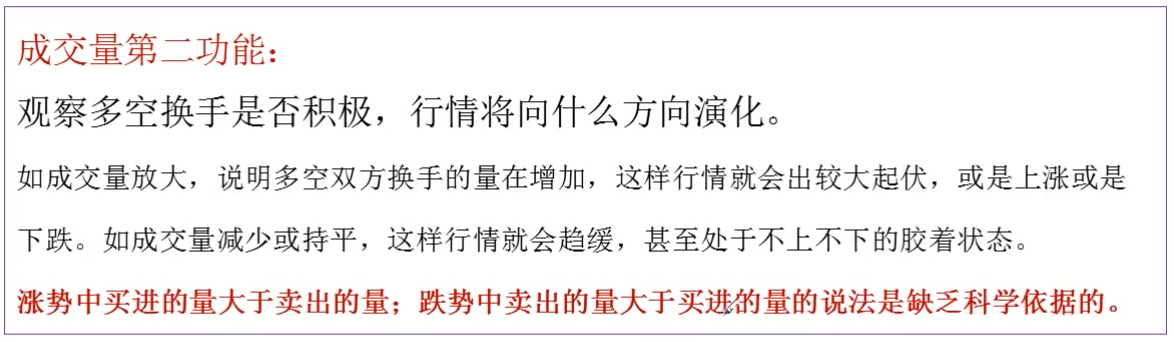 成交量第二功能：
观察多空换手是否积极，行情将向什么方向演化。
如成交量放大，说明多空双方换手的量在增加，这样行情就会出较大起伏，或是上涨或是
下跌。如成交量减少或持平，这样行情就会趋缓，甚至处于不上不下的胶着状态。
涨势中买进的量大于卖出的量；跌势中卖出的量大于买进的量的说法是缺乏科学依据的。